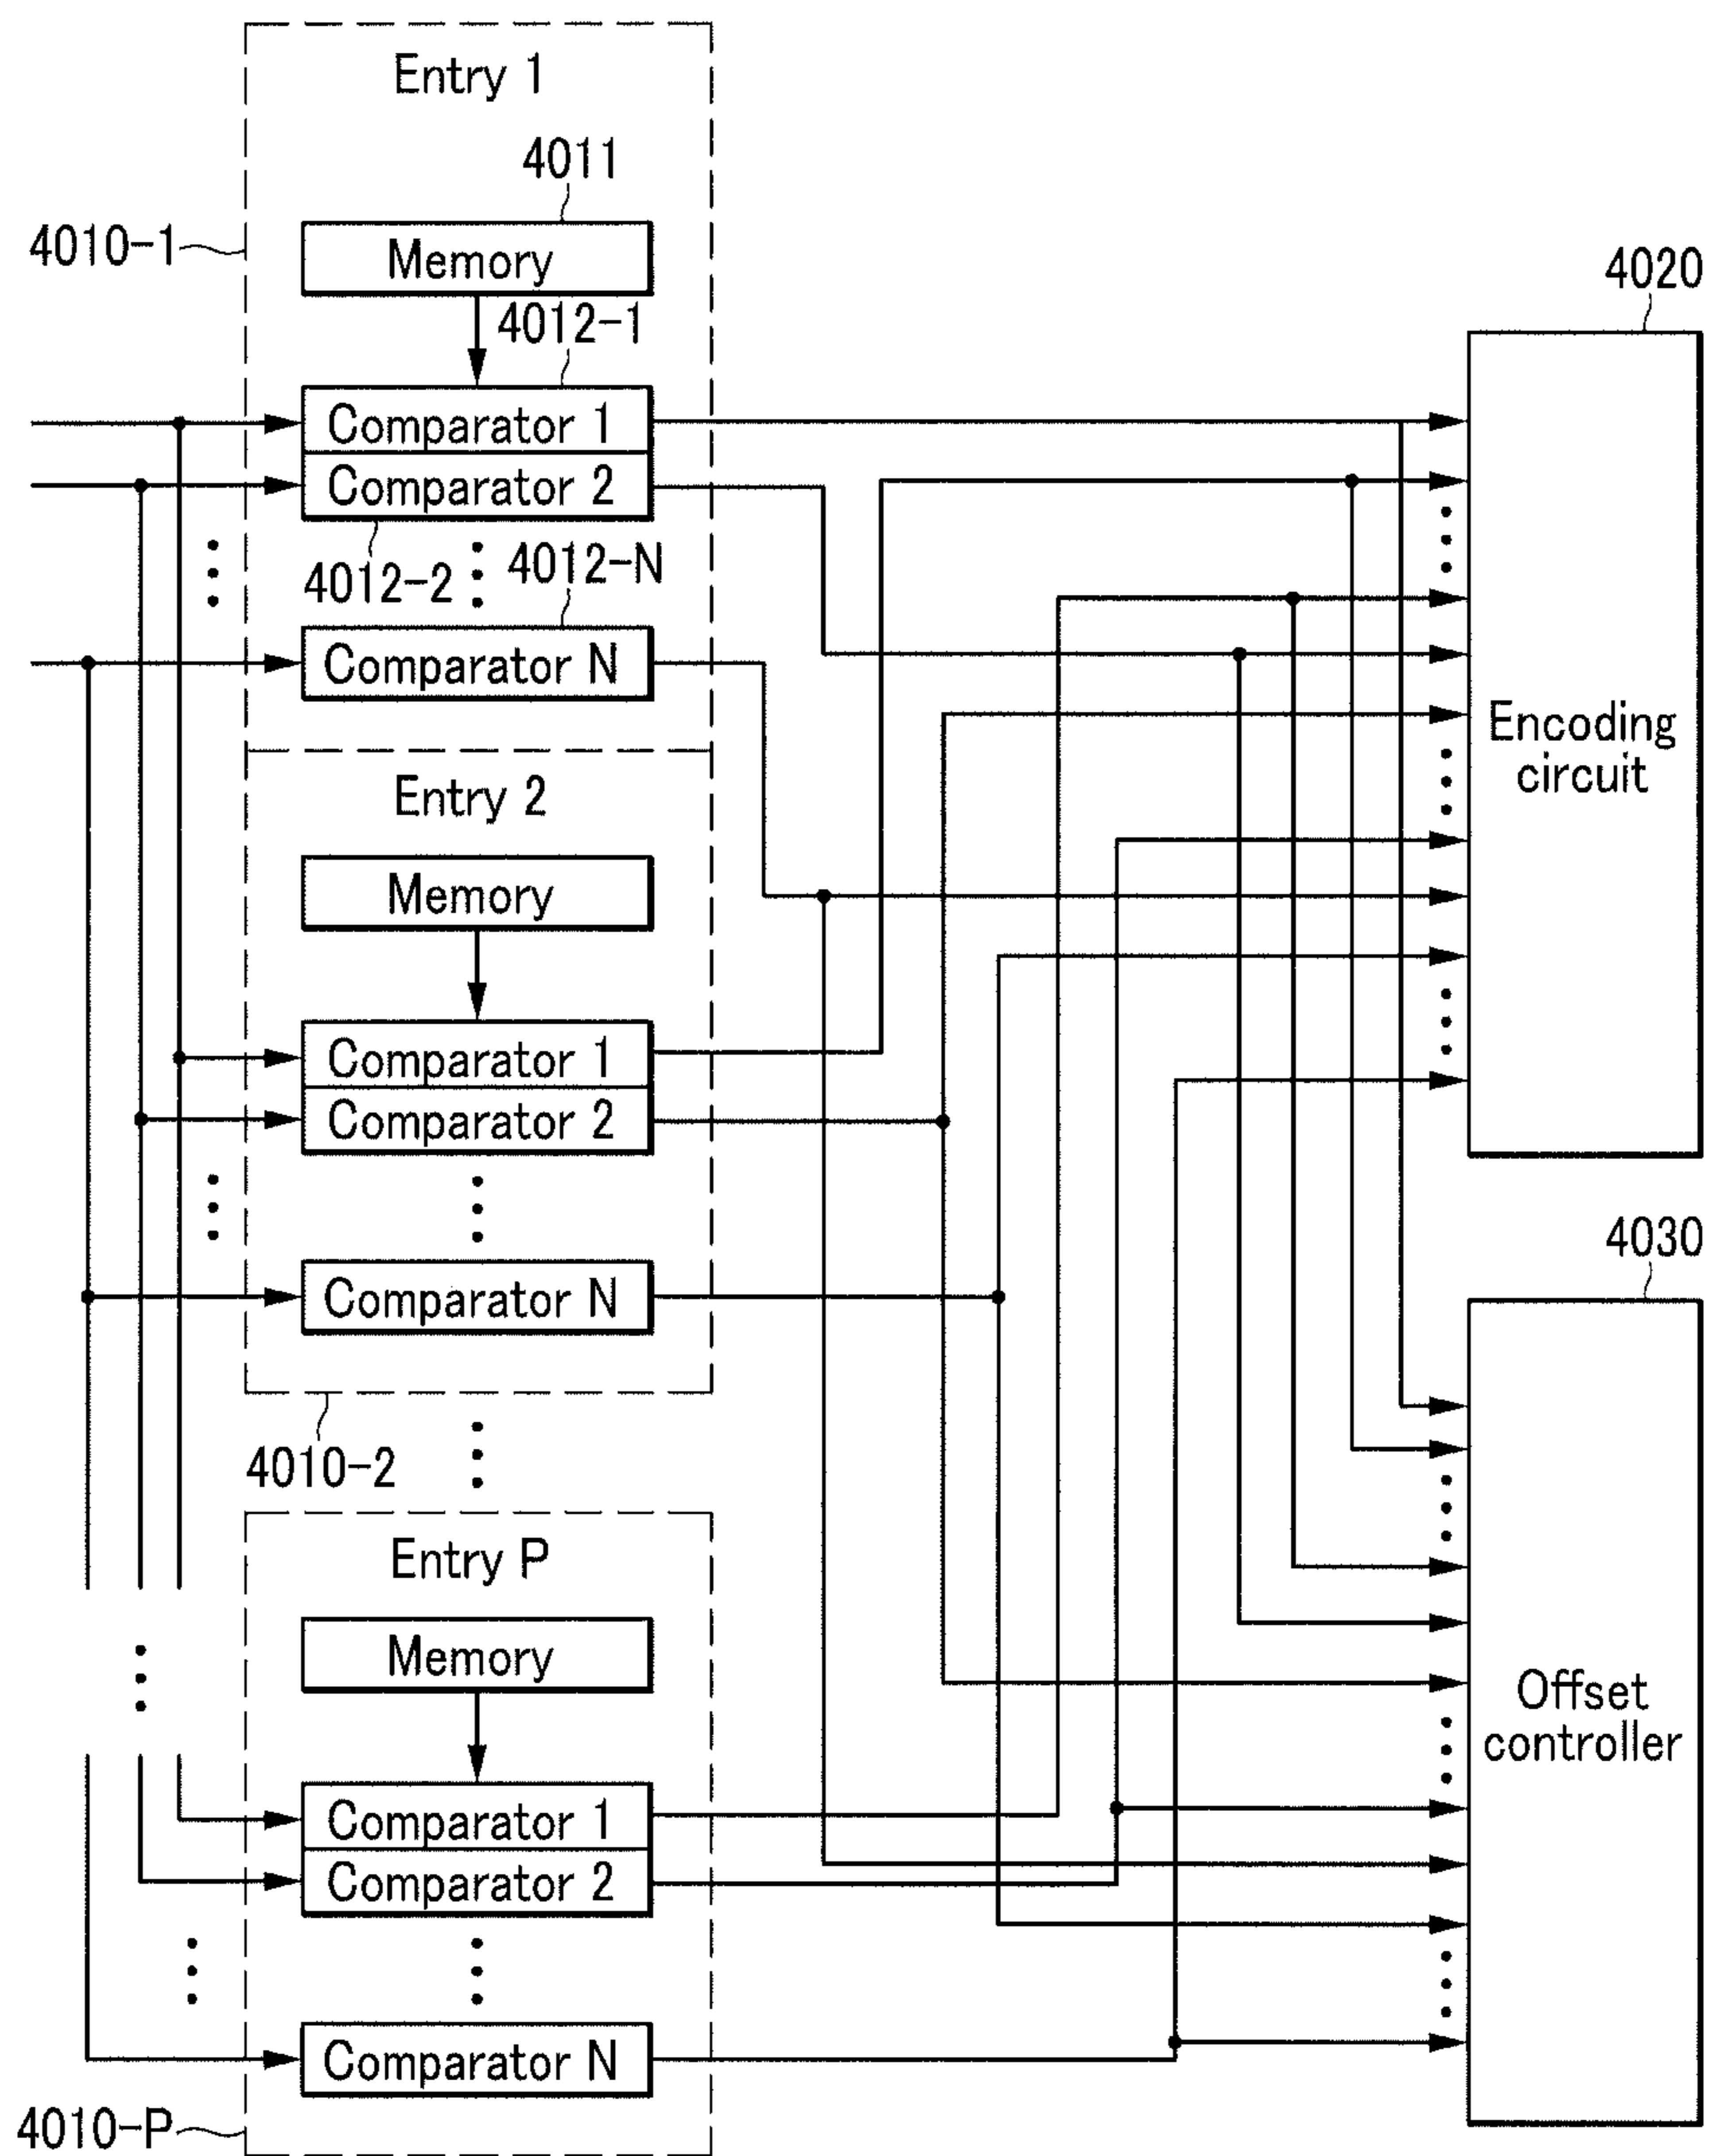 Entry 1
4011
4010-1
Memory
4012-1
Comparator 1
Comparator 2
4012-2
4012-N
Comparator N
Entry 2
Memory
Comparator 1
Comparator 2
Comparator N
4010-2
Entry P
Memory
Comparator 1
Comparator 2
Comparator N
4010-P
4020
Encoding
circuit
4030
Offset
controller